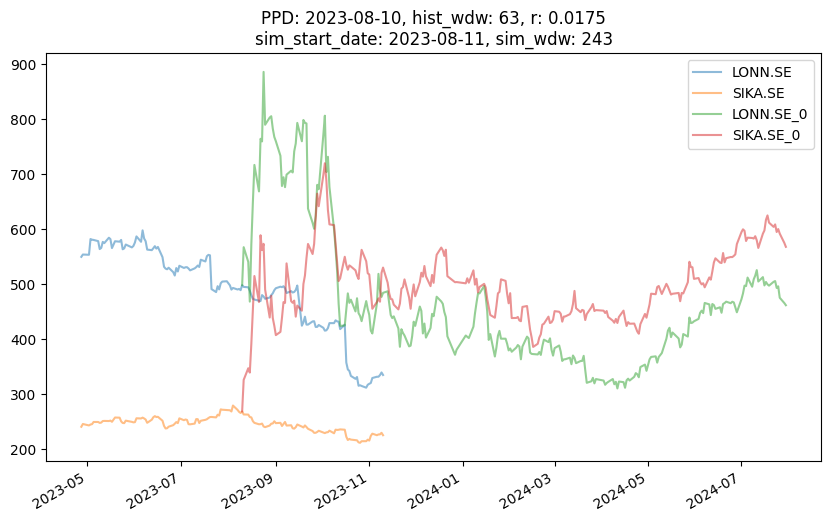 PPD: 2023-08-10, hist_wdw: 63, r: 0.0175
sim_start_date: 2023-08-11, sim_wdw: 243
900
800
700
600
500
400
300
200
LONN.SE
SIKA.SE
LONN.SE_0
SIKA.SE_0
2023-05
2023-07
2023-09
2023-11
2024-01
2024-03
2024-05
2024-07